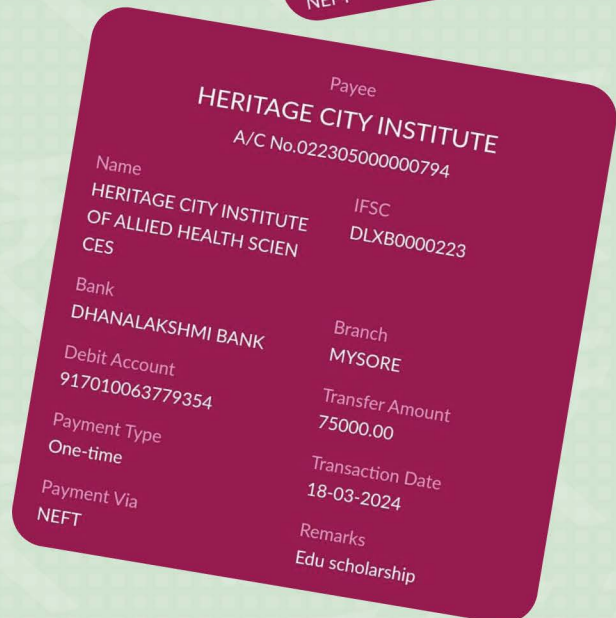 NEFT
Payee
HERITAGE CITY INSTITUTE
A/C No.022305000000794
Name
HERITAGE CITY INSTITUTE
OF ALLIED HEALTH SCIEN
CES
IFSC
DLXB0000223
Bank
DHANALAKSHMI BANK
Branch
MYSORE
Debit Account
917010063779354
Transfer Amount
75000.00
Payment Type
One-time
Transaction Date
18-03-2024
Payment Via
NEFT
Remarks
Edu scholarship